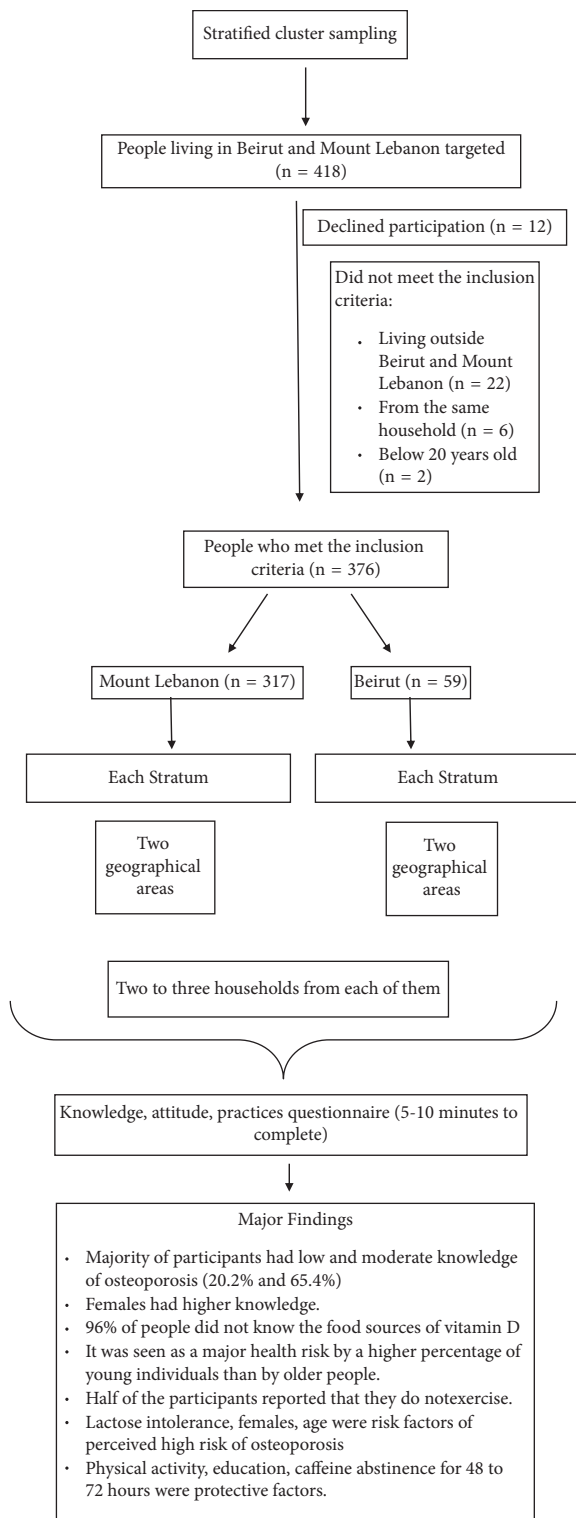 Stratified cluster sampling
People living in Beirut and Mount Lebanon targeted
(n = 418)
Declined participation (n = 12)
Did not meet the inclusion
criteria:
• Living outside
Beirut and Mount
Lebanon (n = 22)
• From the same
household (n = 6)
• Below 20 years old
(n = 2)
People who met the inclusion
criteria (n = 376)
Mount Lebanon (n = 317)
Beirut (n = 59)
Each Stratum
Each Stratum
Two
geographical
areas
Two
geographical
areas
Two to three households from each of them
Knowledge, attitude, practices questionnaire (5-10 minutes to
complete)
Major Findings
• Majority of participants had low and moderate knowledge
of osteoporosis (20.2% and 65.4%)
• Females had higher knowledge.
• 96% of people did not know the food sources of vitamin D
• It was seen as a major health risk by a higher percentage of
young individuals than by older people.
• Half of the participants reported that they do notexercise.
• Lactose intolerance, females, age were risk factors of
perceived high risk of osteoporosis
• Physical activity, education, caffeine abstinence for 48 to
72 hours were protective factors.